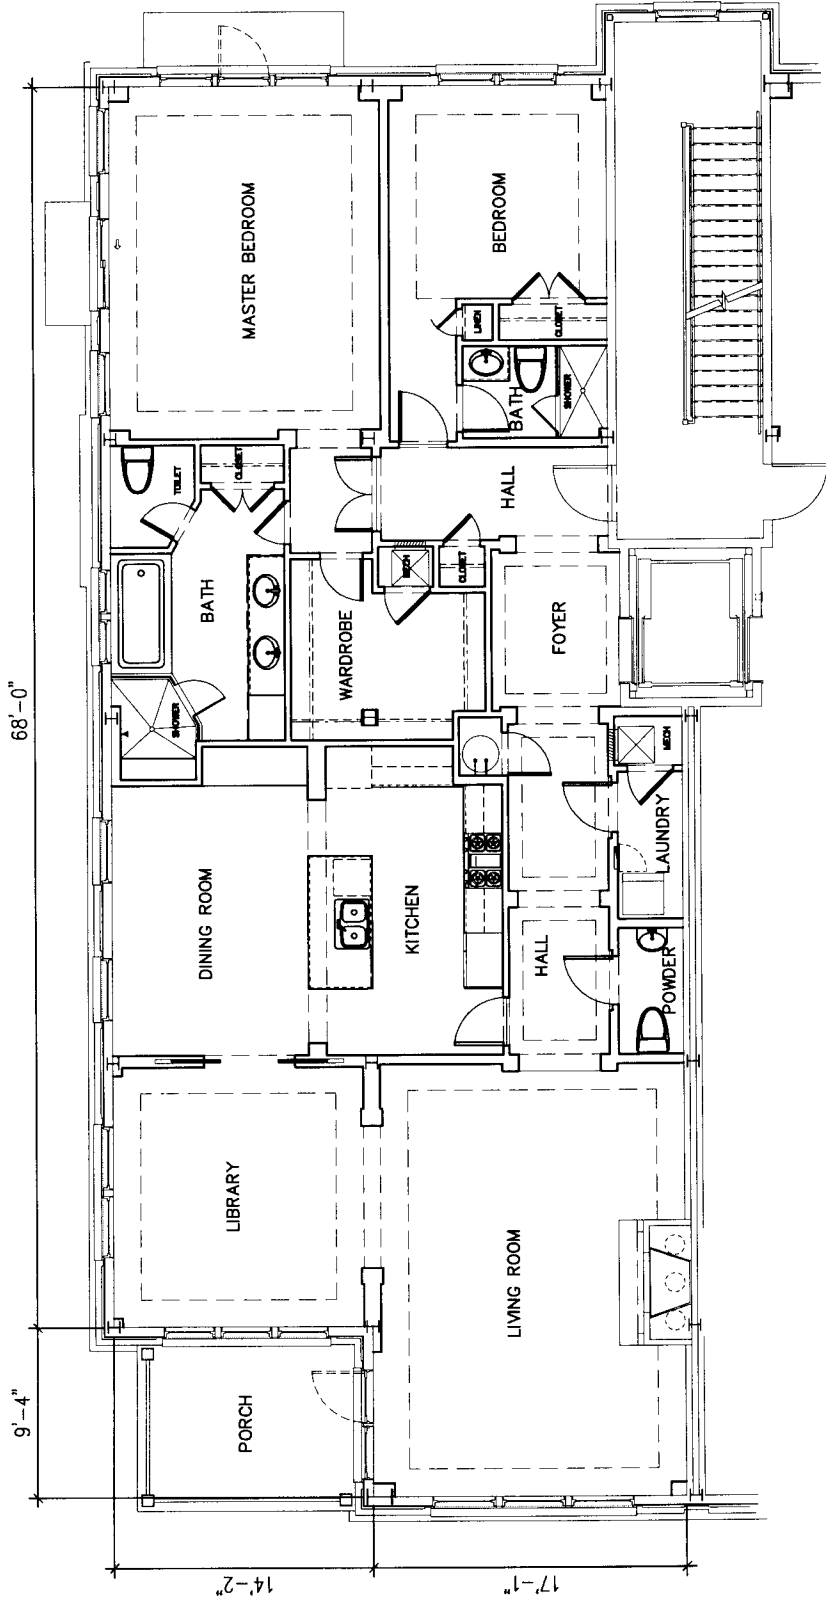 68'-0"
9'-4"
14'-2"
17'-1"
MASTER BEDROOM
BEDROOM
LINEN
CLOSET
BATH
SHOWER
TOILET
CLOSET
BATH
SHOWER
HALL
CLOSET
MECH
WARDROBE
FOYER
DINING ROOM
KITCHEN
HALL
MECH
LAUNDRY
POWDER
LIBRARY
LIVING ROOM
PORCH